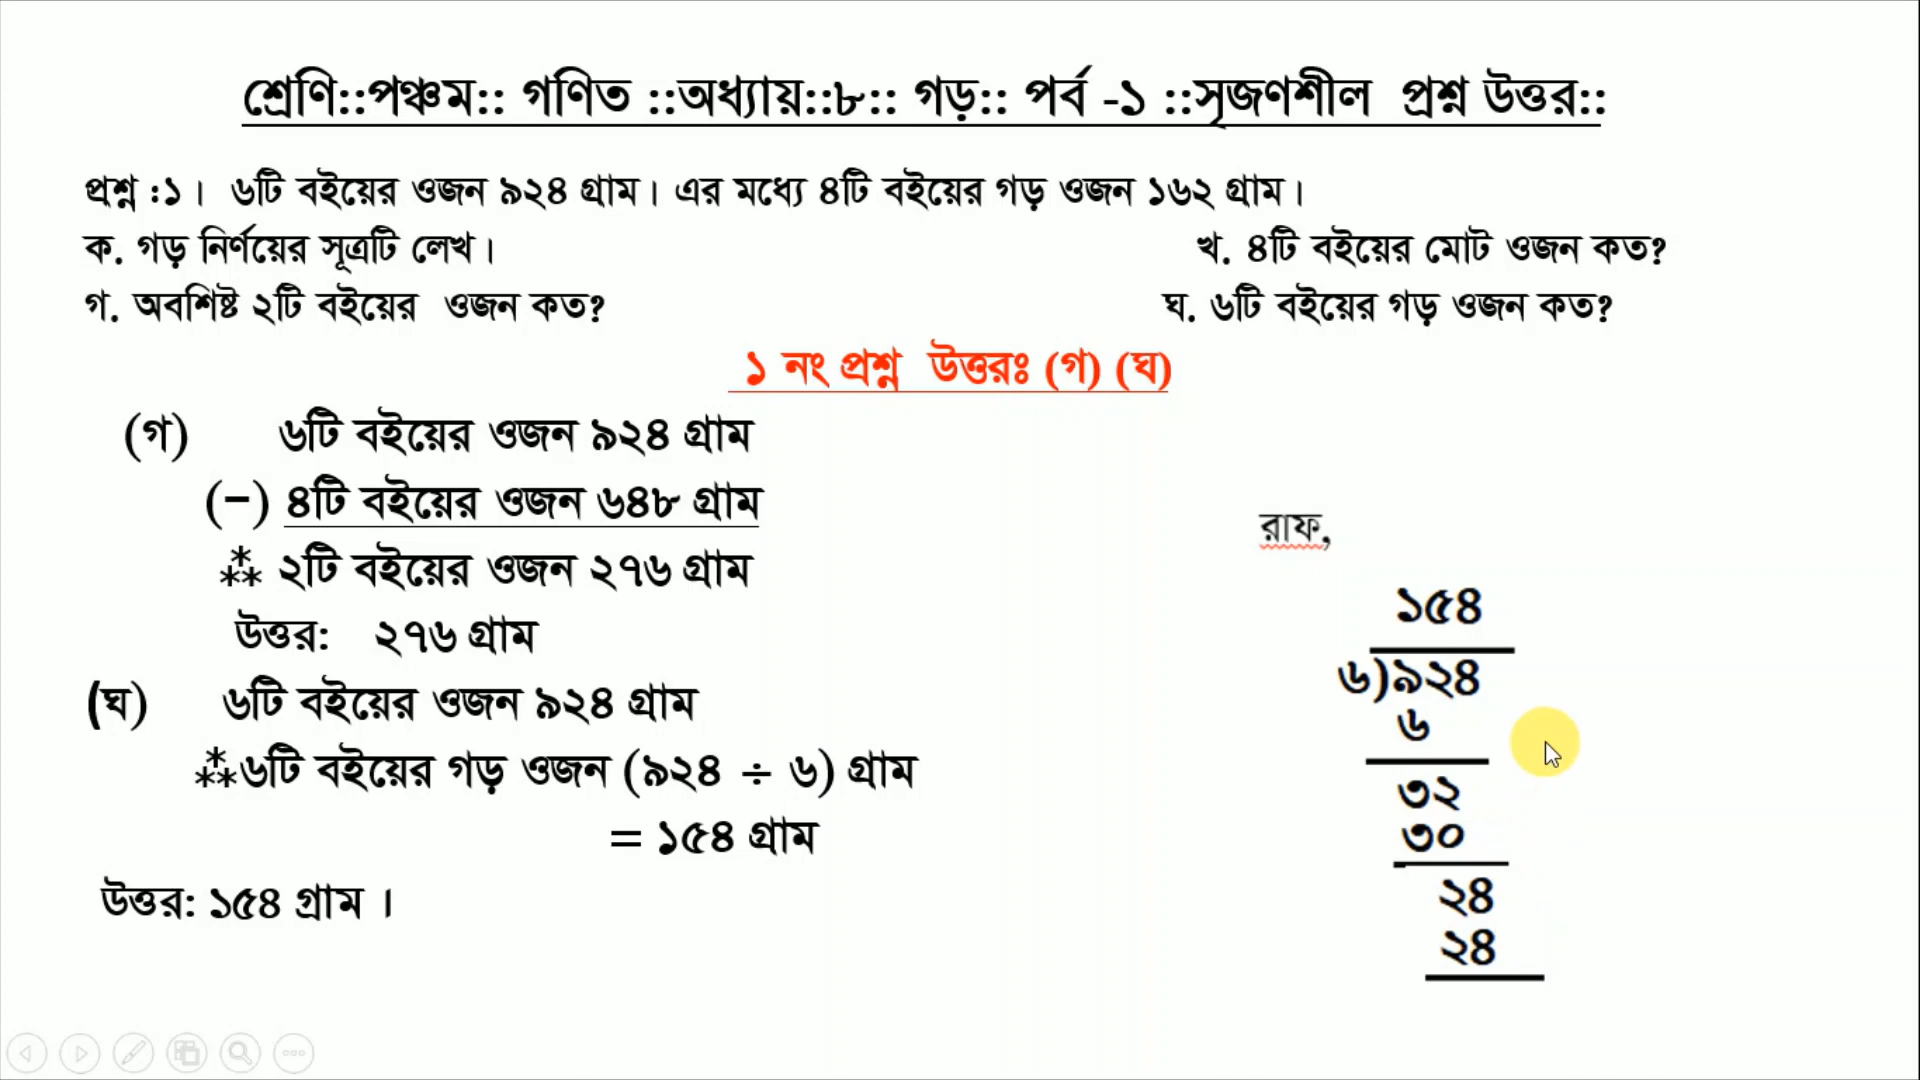 শ্রেণি::পঞ্চম:: গণিত ::অধ্যায়::৮:: গড়:: পর্ব -১ ::সৃজণশীল প্রশ্ন উত্তর::
প্রশ্ন :১। ৬টি বইয়ের ওজন ৯২৪ গ্রাম। এর মধ্যে ৪টি বইয়ের গড় ওজন ১৬২ গ্রাম।
ক. গড় নির্ণয়ের সূত্রটি লেখ। খ. ৪টি বইয়ের মোট ওজন কত?
গ. অবশিষ্ট ২টি বইয়ের ওজন কত? ঘ. ৬টি বইয়ের গড় ওজন কত?
১ নং প্রশ্ন উত্তরঃ (গ) (ঘ)
(গ) ৬টি বইয়ের ওজন ৯২৪ গ্রাম
(−) ৪টি বইয়ের ওজন ৬৪৮ গ্রাম
⁂ ২টি বইয়ের ওজন ২৭৬ গ্রাম
উত্তর: ২৭৬ গ্রাম
(ঘ) ৬টি বইয়ের ওজন ৯২৪ গ্রাম
⁂৬টি বইয়ের গড় ওজন (৯২৪ ÷ ৬) গ্রাম
= ১৫৪ গ্রাম
উত্তর: ১৫৪ গ্রাম ।
রাফ,
১৫৪
৬)৯২৪
৬
৩২
৩০
২৪
২৪